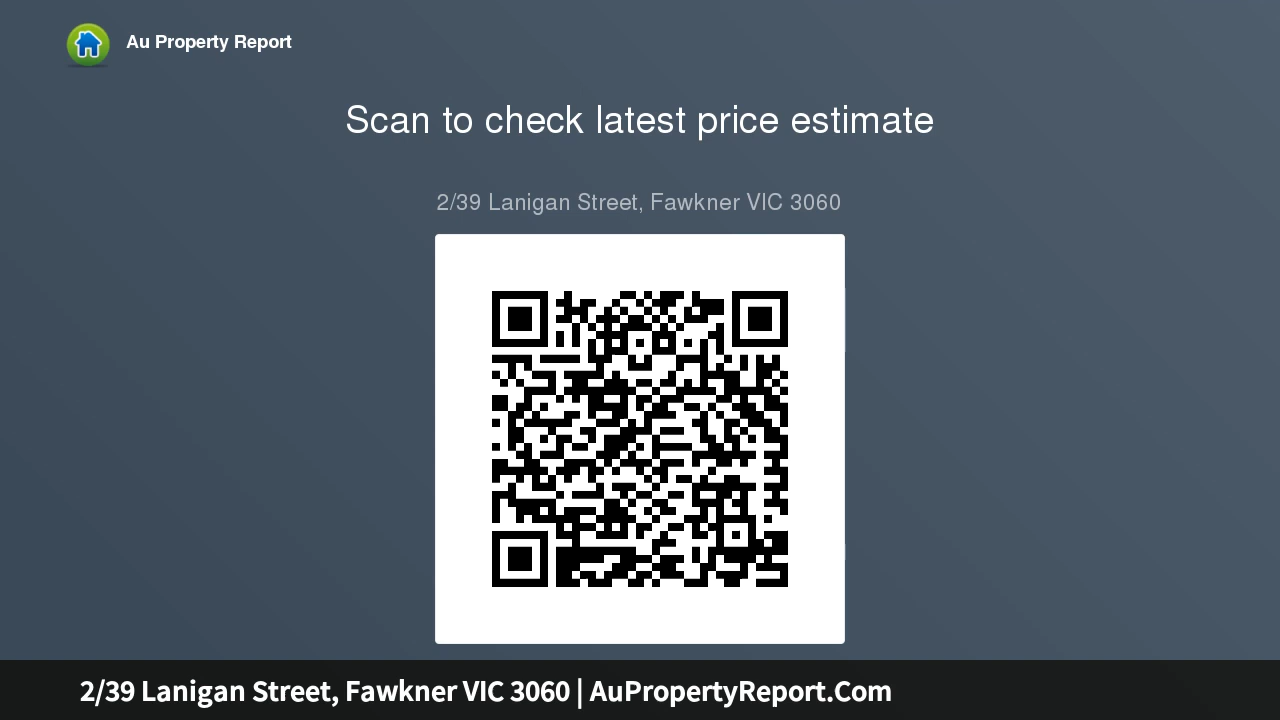 Au Property Report
Scan to check latest price estimate
2/39 Lanigan Street, Fawkner VIC 3060
2/39 Lanigan Street, Fawkner VIC 3060 | AuPropertyReport.Com